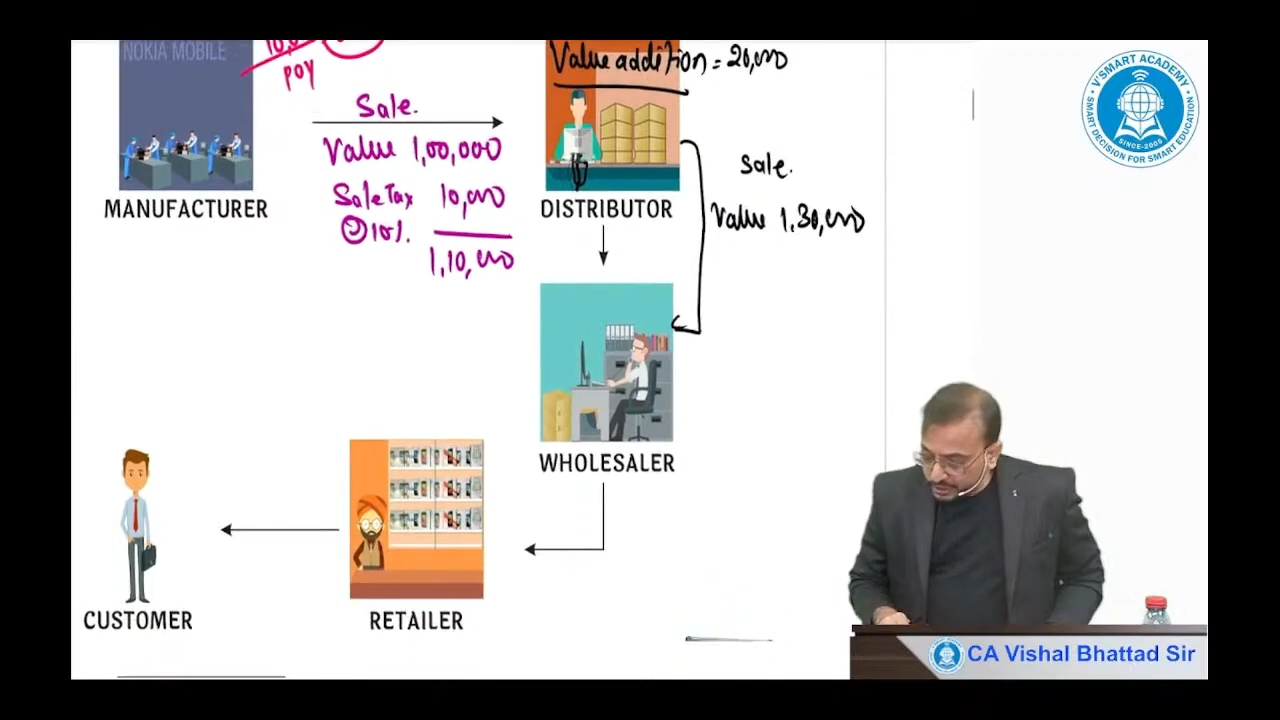 NOKIA MOBILE
pay
MANUFACTURER
Sale.
Value 1,00,000
Sale Tax 10,000
@10%.
1,10,000
Value addition = 20,000
DISTRIBUTOR
Sale.
Value 1,30,000
WHOLESALER
RETAILER
CUSTOMER
V'SMART ACADEMY
SINCE-2005
SMART DECISION FOR SMART EDUCATION
CA Vishal Bhattad Sir